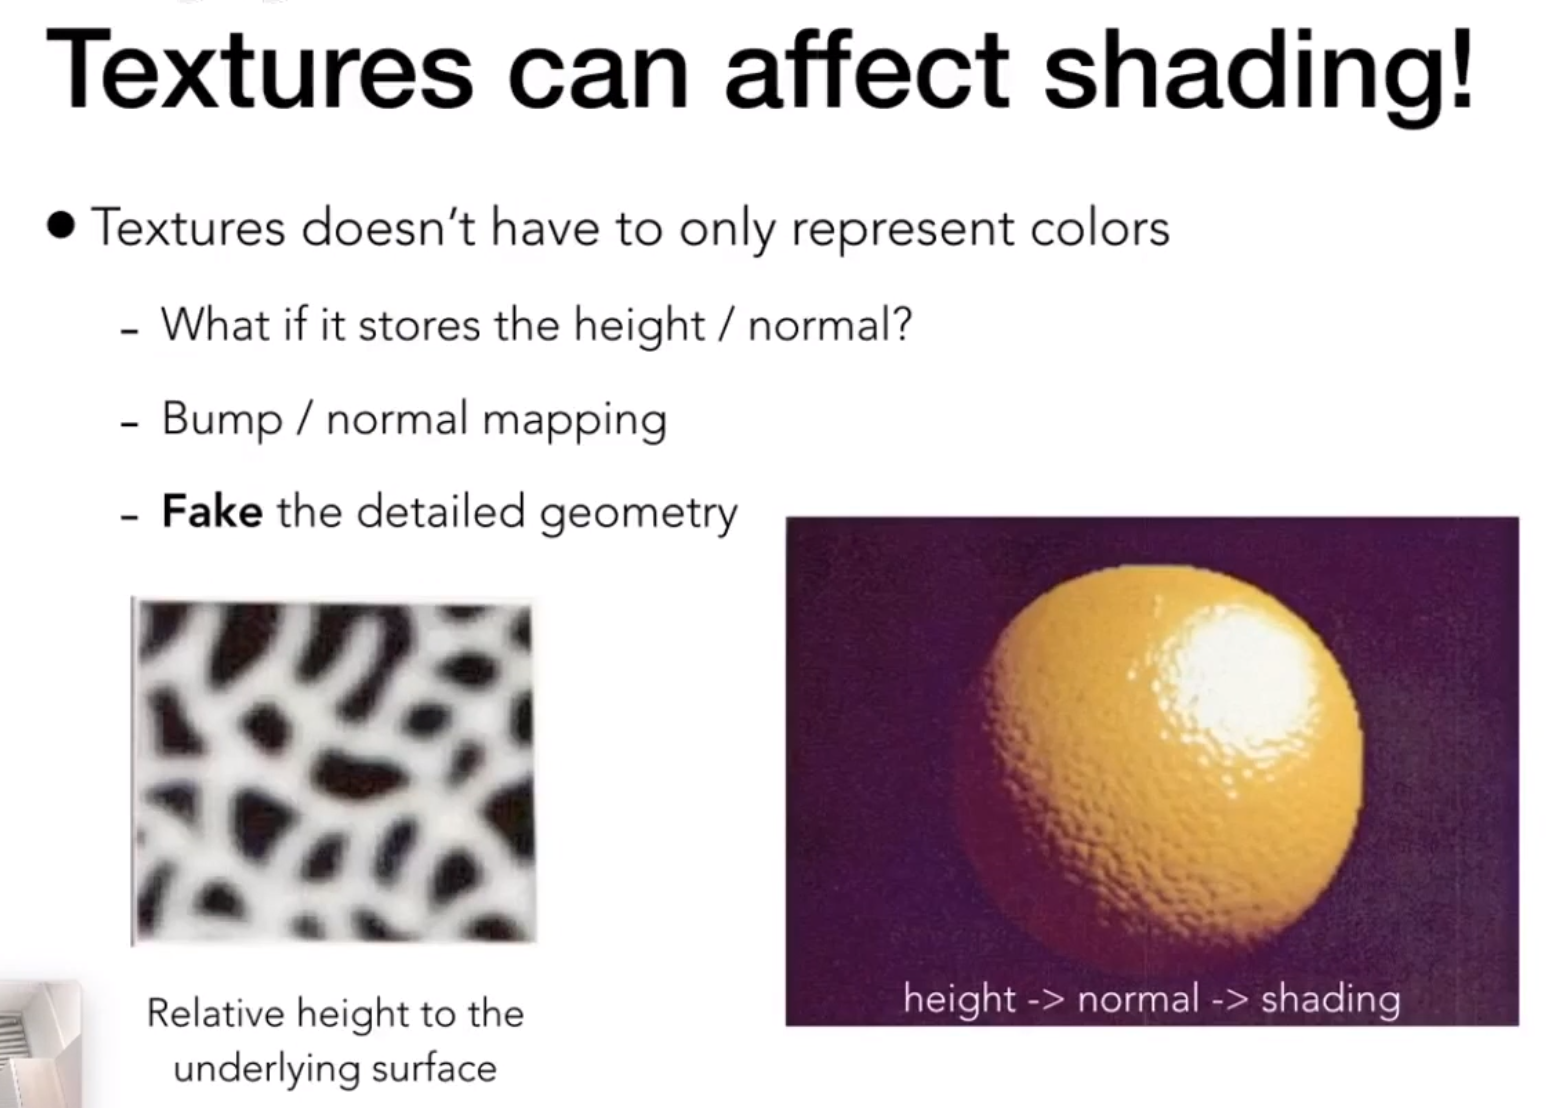 Textures can affect shading!
● Textures doesn't have to only represent colors
- What if it stores the height / normal?
- Bump / normal mapping
- Fake the detailed geometry
Relative height to the
underlying surface
height -> normal -> shading